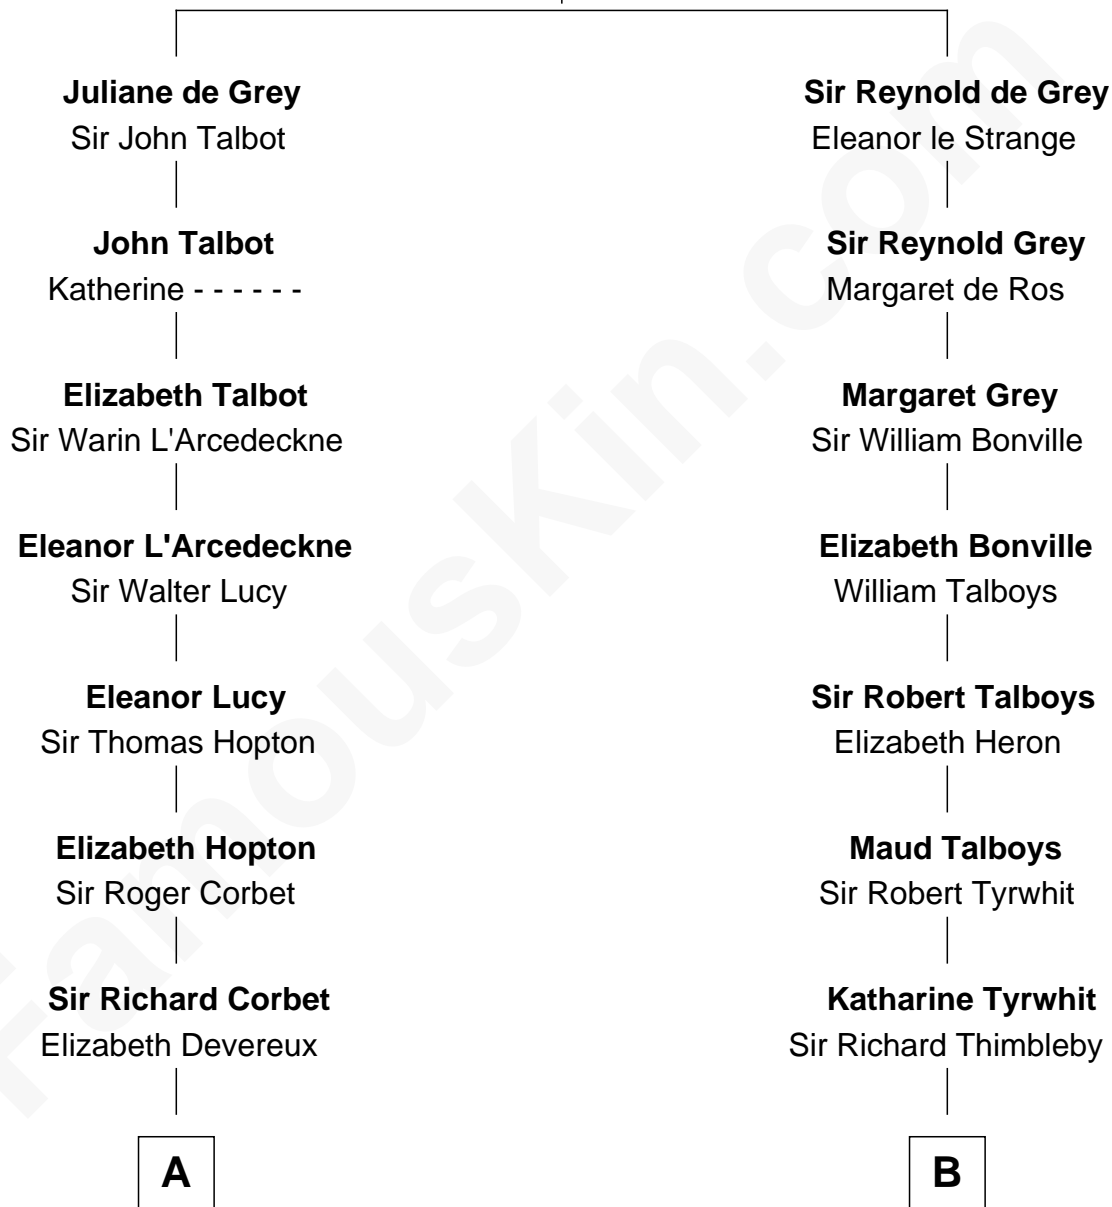 Juliane de Grey
Sir John Talbot
John Talbot
Katherine - - - - - -
Elizabeth Talbot
Sir Warin L'Arcedeckne
Eleanor L'Arcedeckne
Sir Walter Lucy
Eleanor Lucy
Sir Thomas Hopton
Elizabeth Hopton
Sir Roger Corbet
Sir Richard Corbet
Elizabeth Devereux
A
Sir Reynold de Grey
Eleanor le Strange
Sir Reynold Grey
Margaret de Ros
Margaret Grey
Sir William Bonville
Elizabeth Bonville
William Talboys
Sir Robert Talboys
Elizabeth Heron
Maud Talboys
Sir Robert Tyrwhit
Katharine Tyrwhit
Sir Richard Thimbleby
B
FamousKin.com